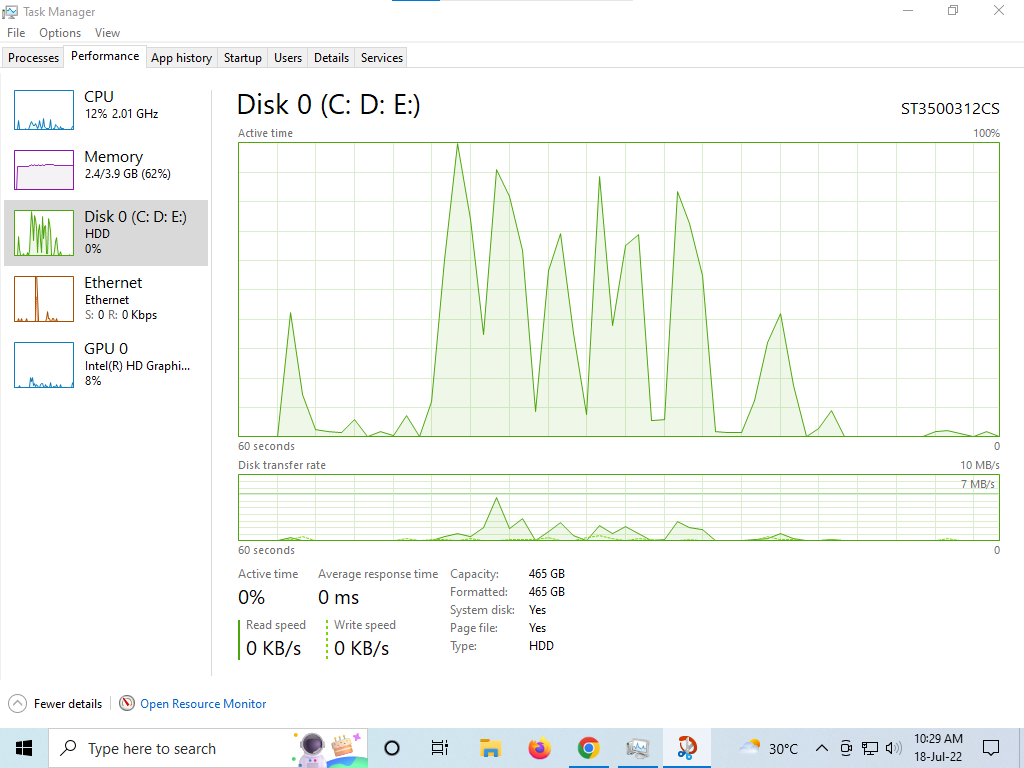 Task Manager
File Options View
Processes Performance App history Startup Users Details Services
CPU
12% 2.01 GHz
Memory
2.4/3.9 GB (62%)
Disk 0 (C: D: E:)
HDD
0%
Ethernet
Ethernet
S: 0 R: 0 Kbps
GPU 0
Intel(R) HD Graphi...
8%
Disk 0 (C: D: E:) ST3500312CS
Active time 100%
60 seconds 0
Disk transfer rate 10 MB/s
7 MB/s
60 seconds 0
Active time
0%
Average response time
0 ms
Read speed
0 KB/s
Write speed
0 KB/s
Capacity: 465 GB
Formatted: 465 GB
System disk: Yes
Page file: Yes
Type: HDD
Fewer details Open Resource Monitor
Type here to search
30°C
10:29 AM
18-Jul-22